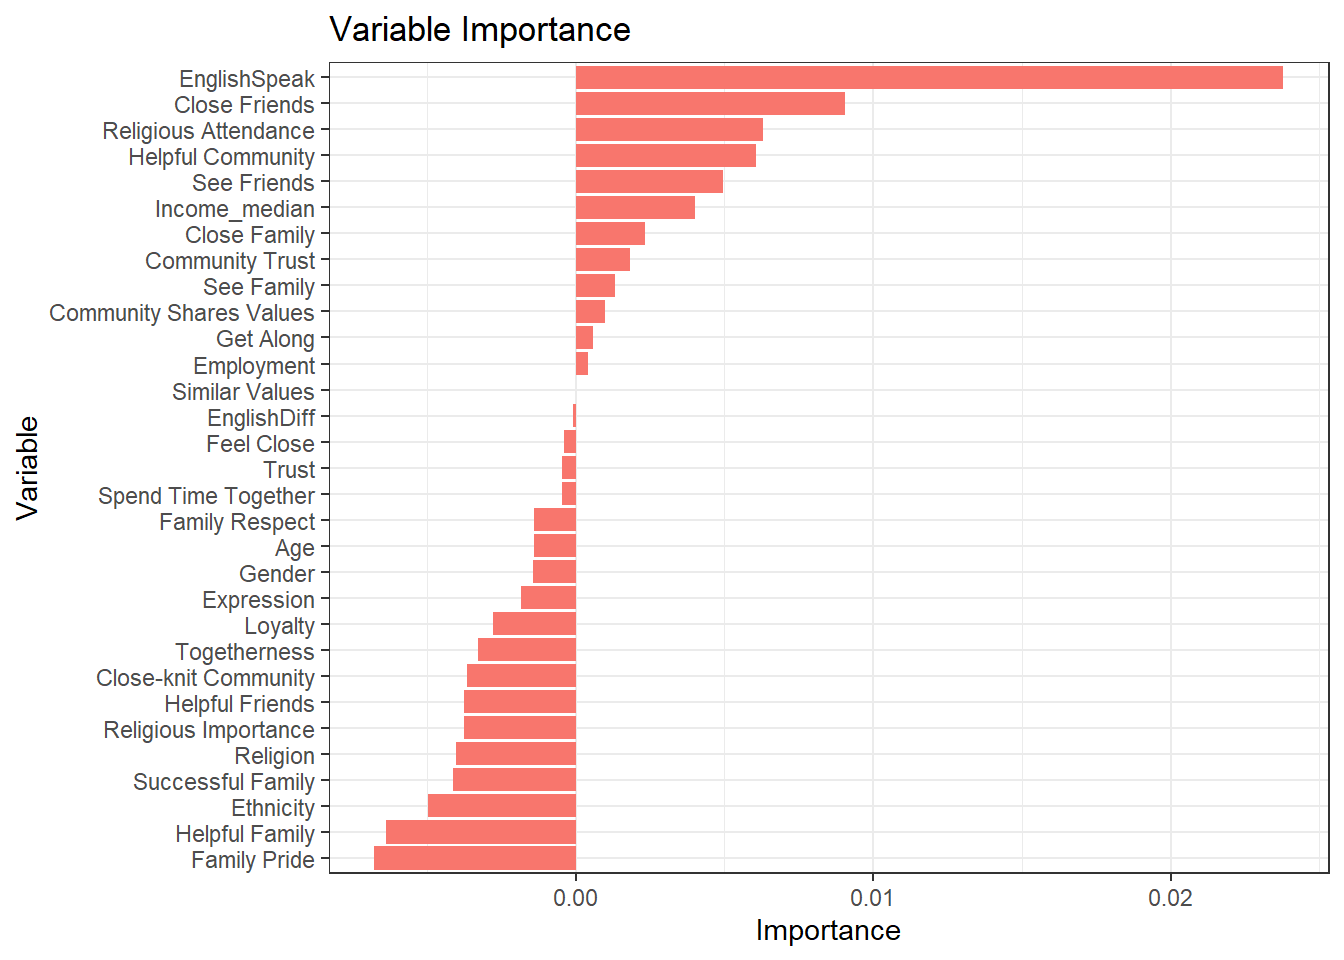 Variable Importance
EnglishSpeak
Close Friends
Religious Attendance
Helpful Community
See Friends
Income_median
Close Family
Community Trust
See Family
Community Shares Values
Get Along
Employment
Similar Values
EnglishDiff
Feel Close
Trust
Spend Time Together
Family Respect
Age
Gender
Expression
Loyalty
Togetherness
Close-knit Community
Helpful Friends
Religious Importance
Religion
Successful Family
Ethnicity
Helpful Family
Family Pride
Variable
0.00 0.01 0.02
Importance